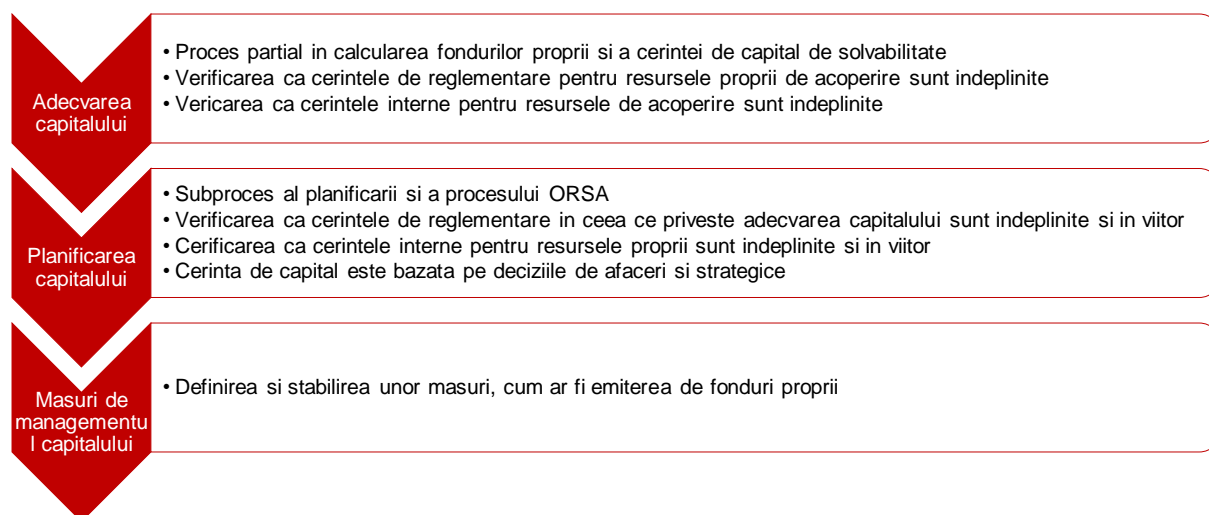 Adecvarea
capitalului
• Proces partial in calcularea fondurilor proprii si a cerintei de capital de solvabilitate
• Verificarea ca cerintele de reglementare pentru resursele proprii de acoperire sunt indeplinite
• Vericarea ca cerintele interne pentru resursele de acoperire sunt indeplinite
Planificarea
capitalului
• Subproces al planificarii si a procesului ORSA
• Verificarea ca cerintele de reglementare in ceea ce priveste adecvarea capitalului sunt indeplinite si in viitor
• Cerificarea ca cerintele interne pentru resursele proprii sunt indeplinite si in viitor
• Cerinta de capital este bazata pe deciziile de afaceri si strategice
Masuri de
managementu
l capitalului
• Definirea si stabilirea unor masuri, cum ar fi emiterea de fonduri proprii